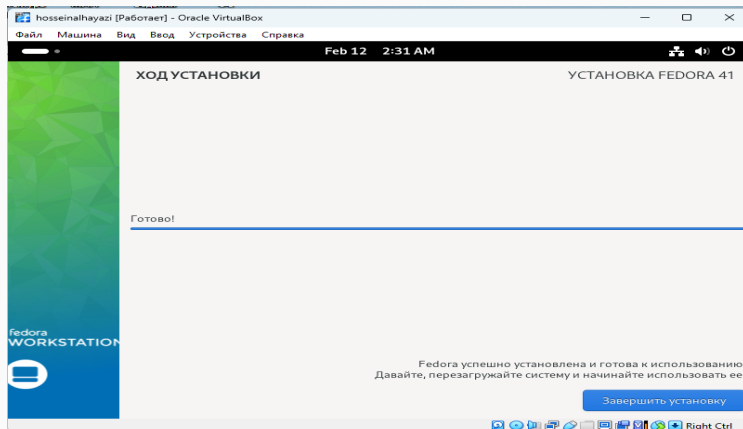 hosseinalhayazi [Работает] - Oracle VirtualBox
Файл Машина Вид Ввод Устройства Справка
Feb 12 2:31 AM
ХОД УСТАНОВКИ
УСТАНОВКА FEDORA 41
Готово!
fedora
WORKSTATION
Fedora успешно установлена и готова к использованию
Давайте, перезагружайте систему и начинайте использовать ее
Завершить установку
Right Ctrl